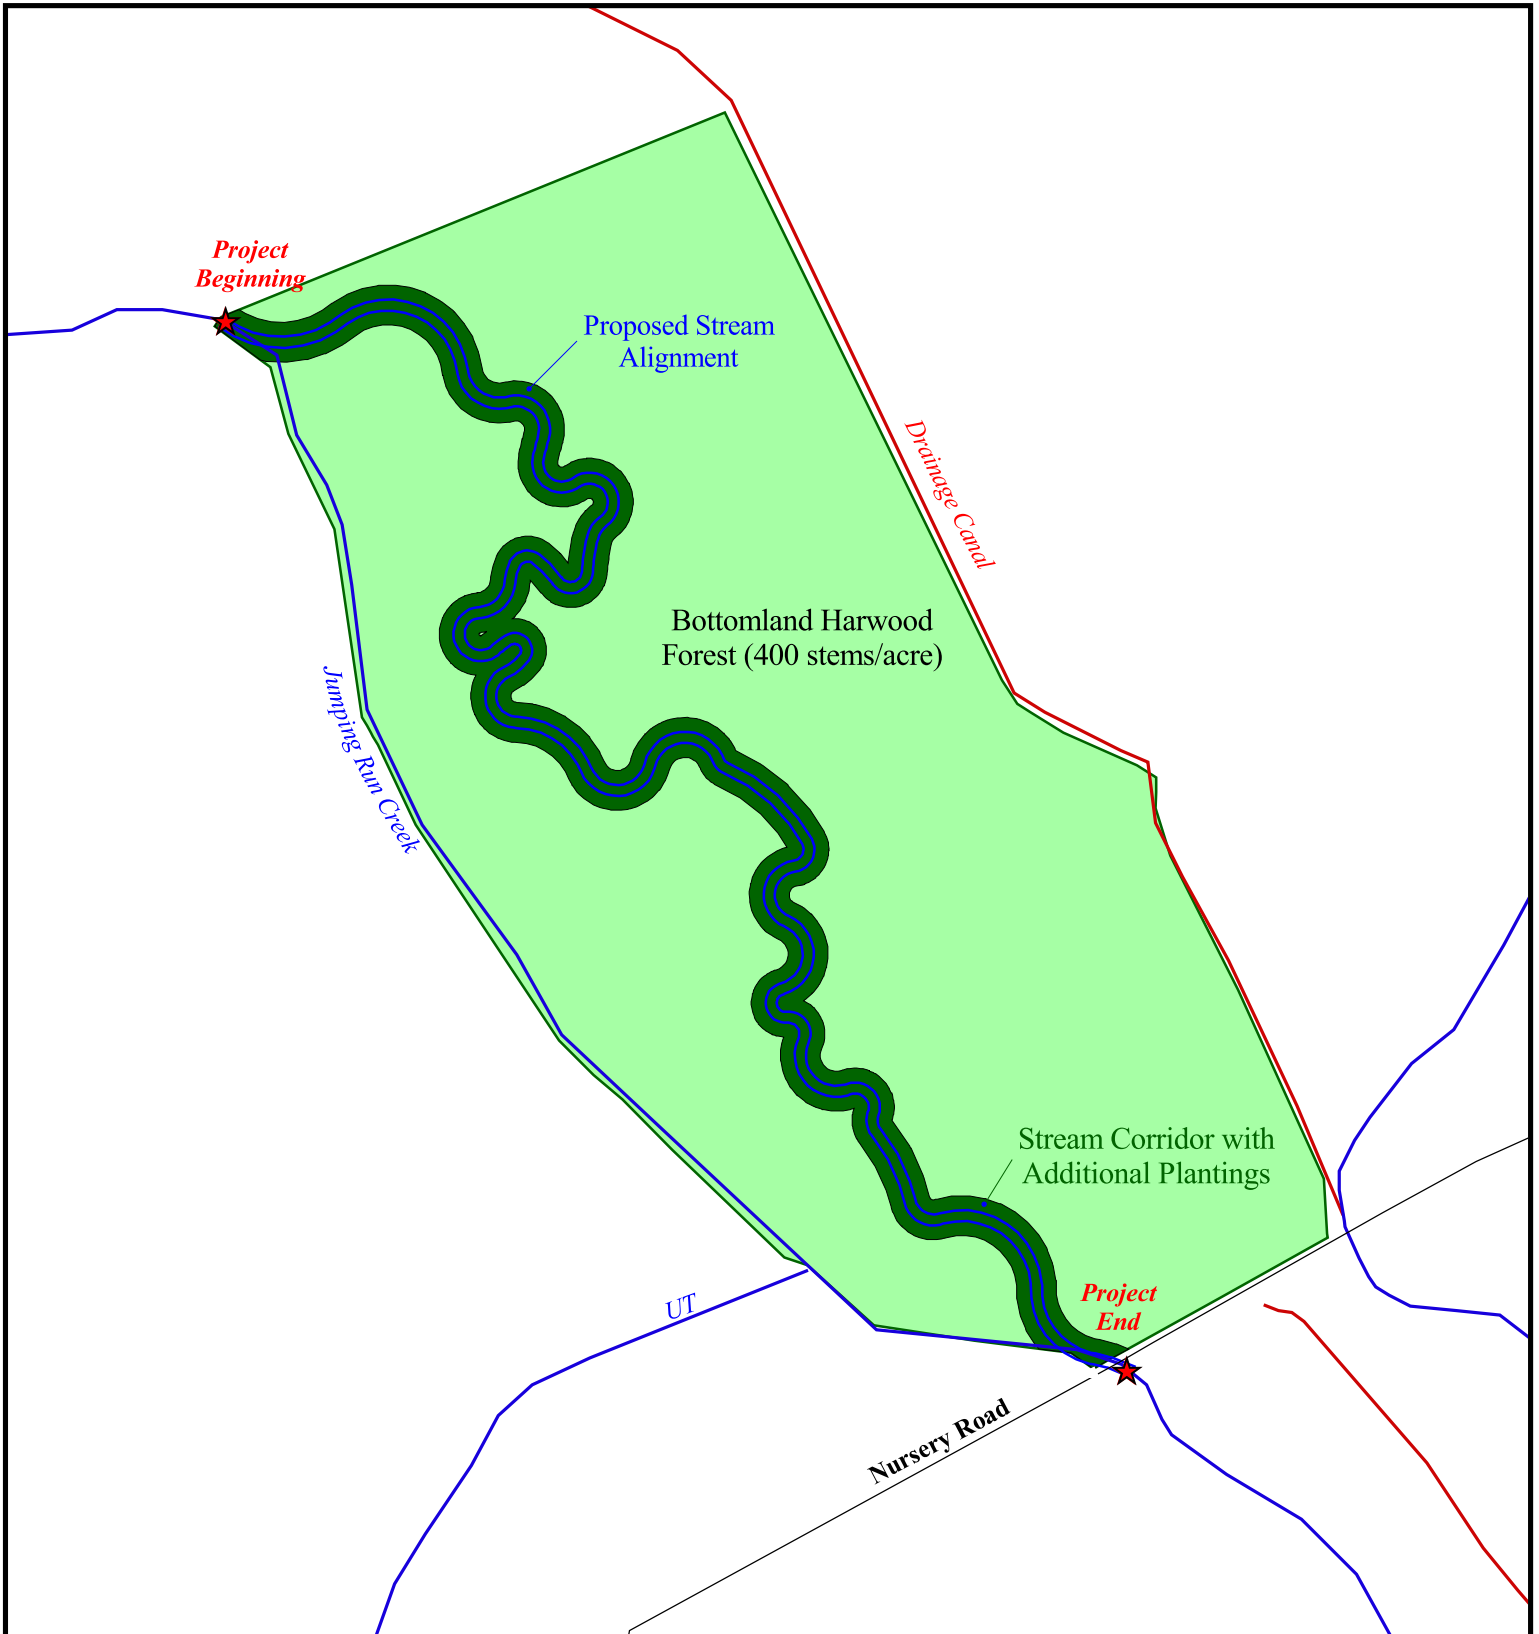 Project
Beginning
Proposed Stream
Alignment
Drainage Canal
Bottomland Harwood
Forest (400 stems/acre)
Jumping Run Creek
Stream Corridor with
Additional Plantings
Project
End
UT
Nursery Road